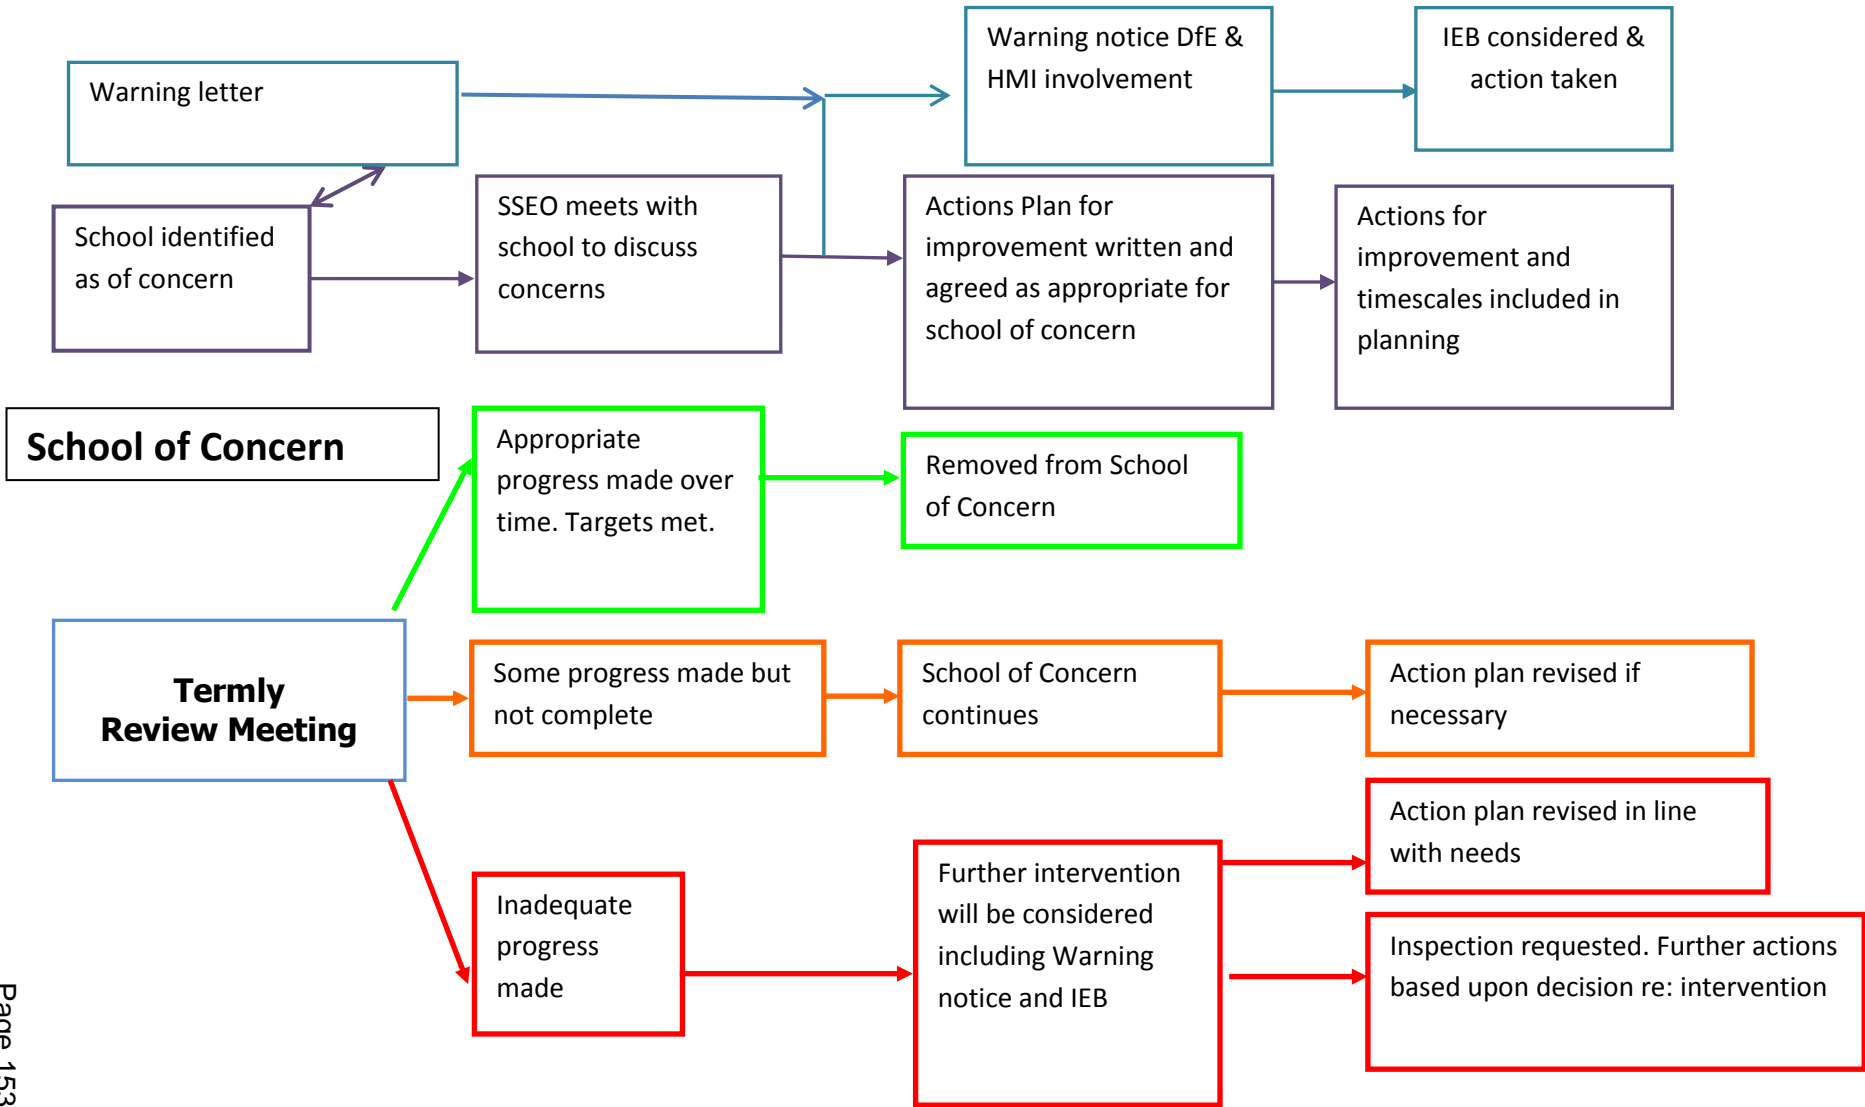 Warning letter
Warning notice DfE &
HMI involvement
IEB considered &
action taken
School identified
as of concern
SSEO meets with
school to discuss
concerns
Actions Plan for
improvement written and
agreed as appropriate for
school of concern
Actions for
improvement and
timescales included in
planning
School of Concern
Appropriate
progress made over
time. Targets met.
Removed from School
of Concern
Termly
Review Meeting
Some progress made but
not complete
School of Concern
continues
Action plan revised if
necessary
Inadequate
progress
made
Further intervention
will be considered
including Warning
notice and IEB
Action plan revised in line
with needs
Inspection requested. Further actions
based upon decision re: intervention
Page 153